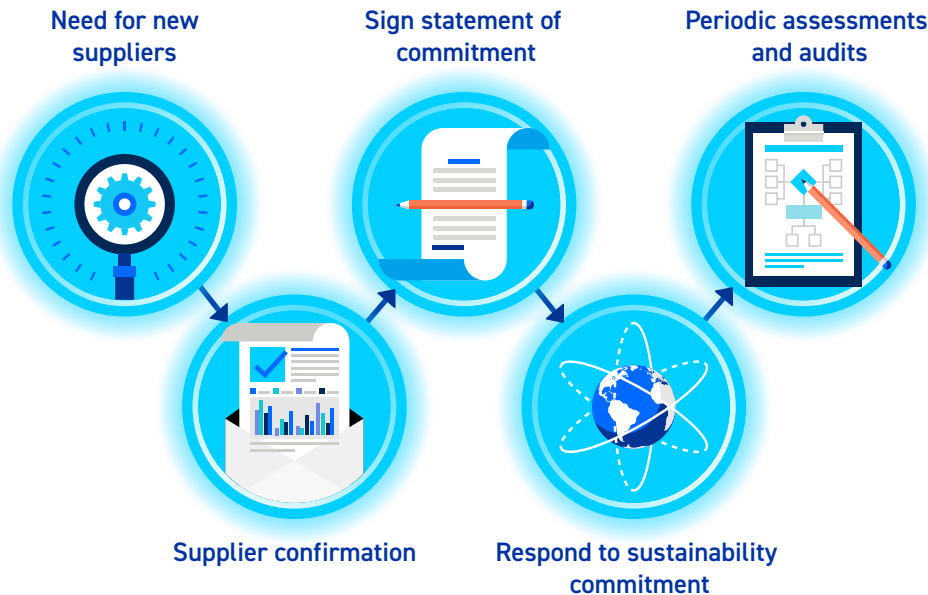 Need for new
suppliers
Sign statement of
commitment
Periodic assessments
and audits
Supplier confirmation
Respond to sustainability
commitment